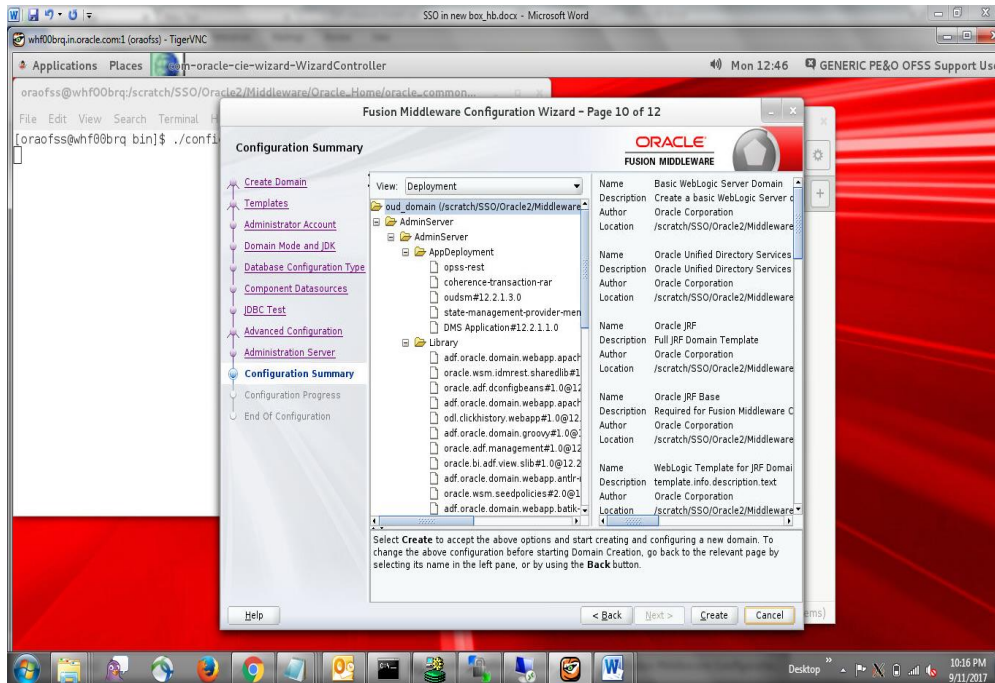 SSO in new box_hb.docx - Microsoft Word
whf00brq.in.oracle.com:1 (oraofss) - TigerVNC
Applications Places om-oracle-cie-wizard-WizardController Mon 12:46 GENERIC PE&O OFSS Support Use
oraofss@whf00brq:/scratch/SSO/Oracle2/Middleware/Oracle_Home/oracle_common...
File Edit View Search Terminal H
[oraofss@whf00brq bin]$ ./confi
Fusion Middleware Configuration Wizard - Page 10 of 12
Configuration Summary
ORACLE
FUSION MIDDLEWARE
Create Domain
Templates
Administrator Account
Domain Mode and JDK
Database Configuration Type
Component Datasources
JDBC Test
Advanced Configuration
Administration Server
Configuration Summary
Configuration Progress
End Of Configuration
View: Deployment
oud_domain (/scratch/SSO/Oracle2/Middleware
AdminServer
AdminServer
AppDeployment
opss-rest
coherence-transaction-rar
oudsm#12.2.1.3.0
state-management-provider-men
DMS Application#12.2.1.1.0
Library
adf.oracle.domain.webapp.apach
oracle.wsm.idmrest.sharedlib#1
oracle.adf.dconfigbeans#1.0@12
adf.oracle.domain.webapp.apach
odl.clickhistory.webapp#1.0@12.
adf.oracle.domain.groovy#1.0@
oracle.adf.management#1.0@12
oracle.bi.adf.view.slib#1.0@12.2
adf.oracle.domain.webapp.antlr-
oracle.wsm.seedpolicies#2.0@1
adf.oracle.domain.webapp.batik-
Name Basic WebLogic Server Domain
Description Create a basic WebLogic Server d
Author Oracle Corporation
Location /scratch/SSO/Oracle2/Middleware
Name Oracle Unified Directory Services
Description Oracle Unified Directory Services
Author Oracle Corporation
Location /scratch/SSO/Oracle2/Middleware
Name Oracle JRF
Description Full JRF Domain Template
Author Oracle Corporation
Location /scratch/SSO/Oracle2/Middleware
Name Oracle JRF Base
Description Required for Fusion Middleware C
Author Oracle Corporation
Location /scratch/SSO/Oracle2/Middleware
Name WebLogic Template for JRF Domai
Description template.info.description.text
Author Oracle Corporation
Location /scratch/SSO/Oracle2/Middleware
Select Create to accept the above options and start creating and configuring a new domain. To
change the above configuration before starting Domain Creation, go back to the relevant page by
selecting its name in the left pane, or by using the Back button.
Help < Back Next > Create Cancel
ems)
Desktop
10:16 PM
9/11/2017